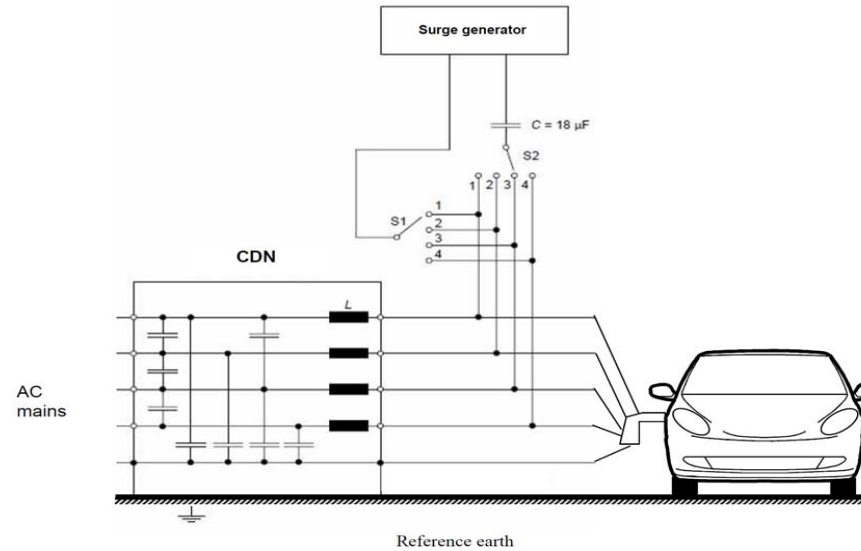 Surge generator
C = 18 µF
S2
1 2 3 4
S1
1
2
3
4
CDN
L
AC
mains
Reference earth